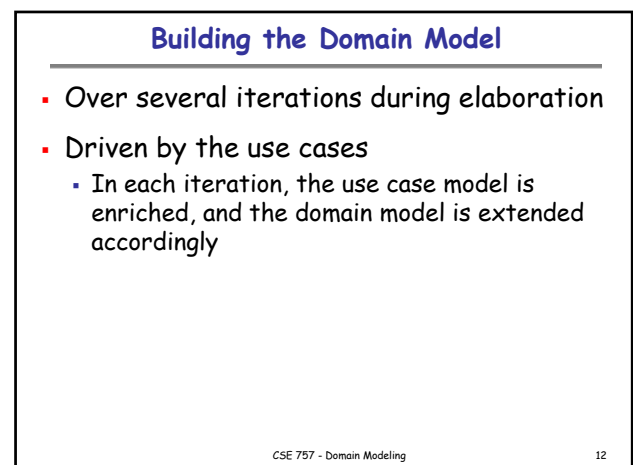 Building the Domain Model
▪ Over several iterations during elaboration
▪ Driven by the use cases
▪ In each iteration, the use case model is
enriched, and the domain model is extended
accordingly
CSE 757 - Domain Modeling 12